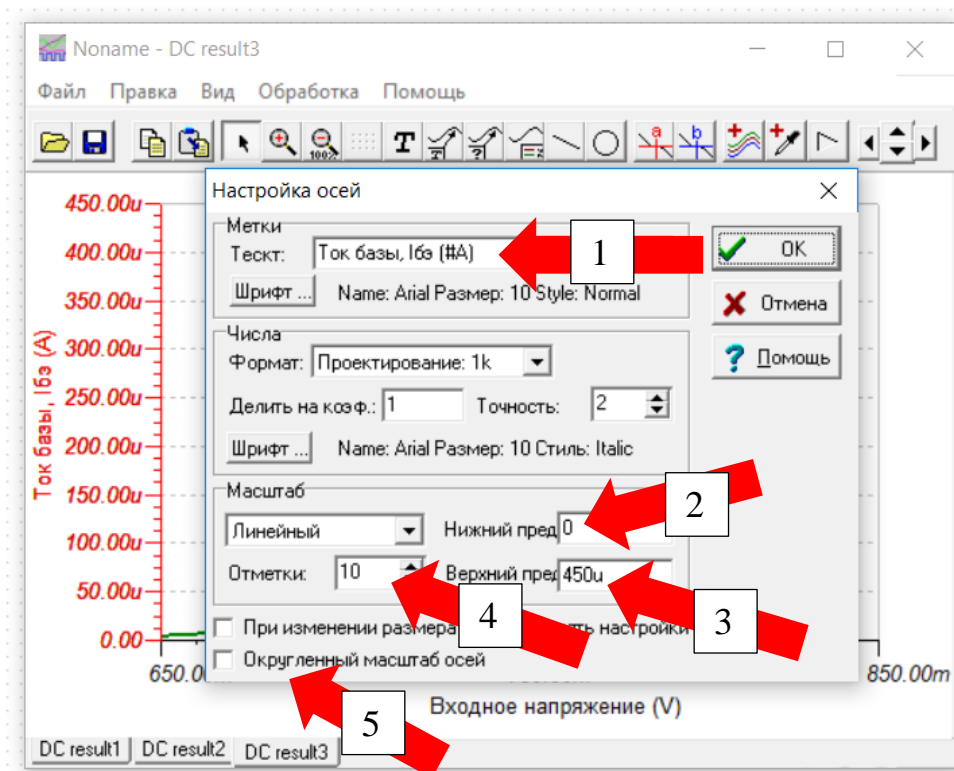 Noname - DC result3
Файл Правка Вид Обработка Помощь
100%
T
a
b
Настройка осей
Метки
Тескт: Ток базы, Iбэ (#A)
1
OK
Шрифт ... Name: Arial Размер: 10 Style: Normal
Отмена
Числа
Формат: Проектирование: 1k
Помощь
Делить на коэф.: 1 Точность: 2
Шрифт ... Name: Arial Размер: 10 Стиль: Italic
Масштаб
2
Линейный Нижний пред 0
Отметки: 10 Верхний пред 450u
4
3
При изменении размера ять настройки
Округленный масштаб осей
5
Ток базы, Iбэ (A)
450.00u
400.00u
350.00u
300.00u
250.00u
200.00u
150.00u
100.00u
50.00u
0.00
650.0 850.00m
Входное напряжение (V)
DC result1 DC result2 DC result3